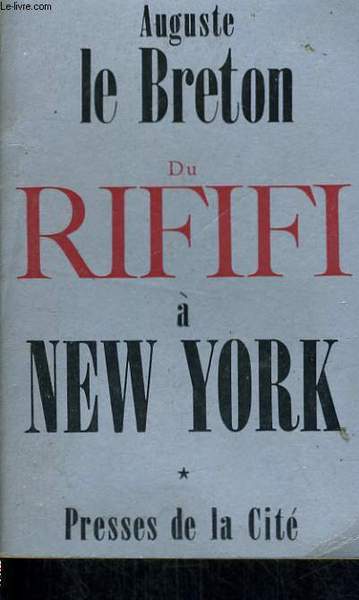 Le-livre.com
Auguste
le Breton
Du
RIFIFI
à
NEW YORK
*
Presses de la Cité